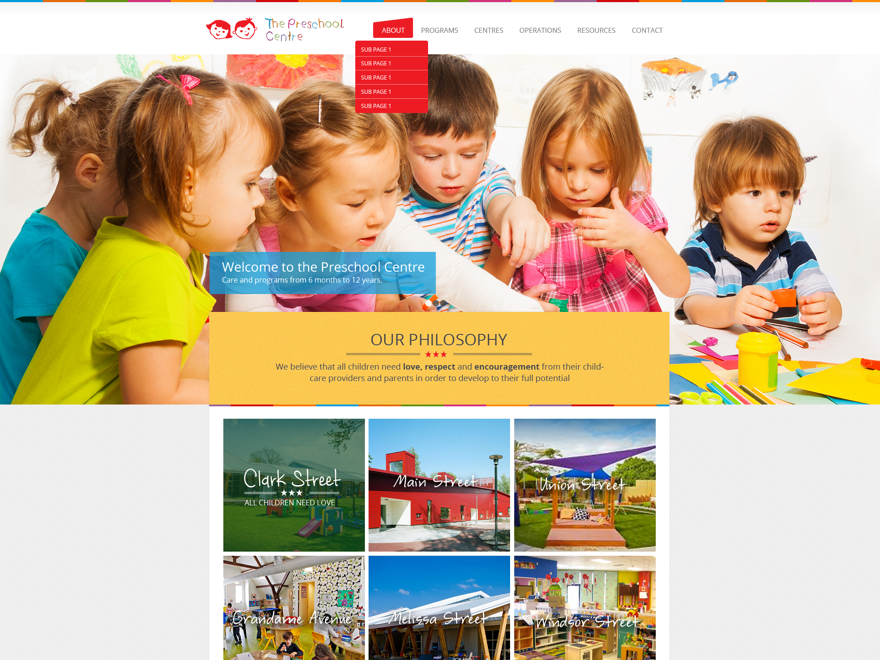 The Preschool
Centre
ABOUT
PROGRAMS
CENTRES
OPERATIONS
RESOURCES
CONTACT
SUB PAGE 1
SUB PAGE 1
SUB PAGE 1
SUB PAGE 1
SUB PAGE 1
Welcome to the Preschool Centre
Care and programs from 6 months to 12 years.
OUR PHILOSOPHY
We believe that all children need love, respect and encouragement from their child-
care providers and parents in order to develop to their full potential
Clark Street
ALL CHILDREN NEED LOVE
Main Street
Union Street
Grandame Avenue
Melissa Street
Windsor Street